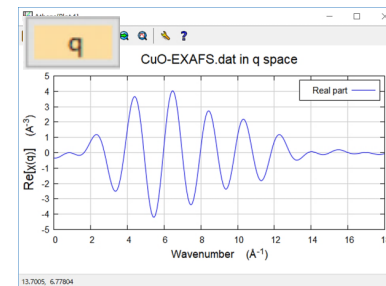 q
CuO-EXAFS.dat in q space
Real part
Re[χ(q)] (Å⁻³)
5
4
3
2
1
0
-1
-2
-3
-4
-5
0 2 4 6 8 10 12 14 16
Wavenumber (Å⁻¹)
13.7005, 6.77804